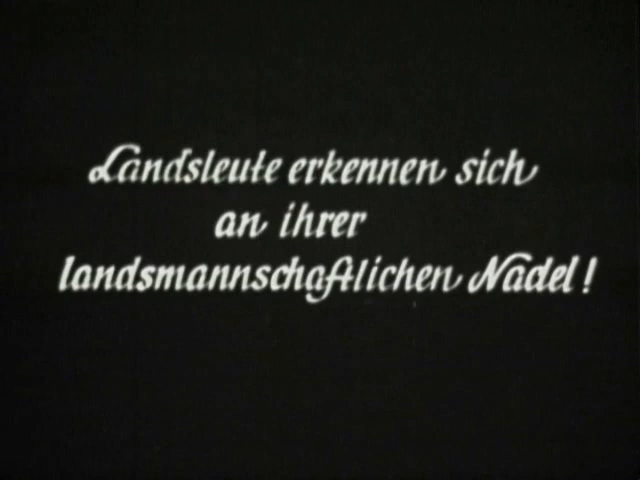 Landsleute erkennen sich
an ihrer
landsmannschaftlichen Nadel!